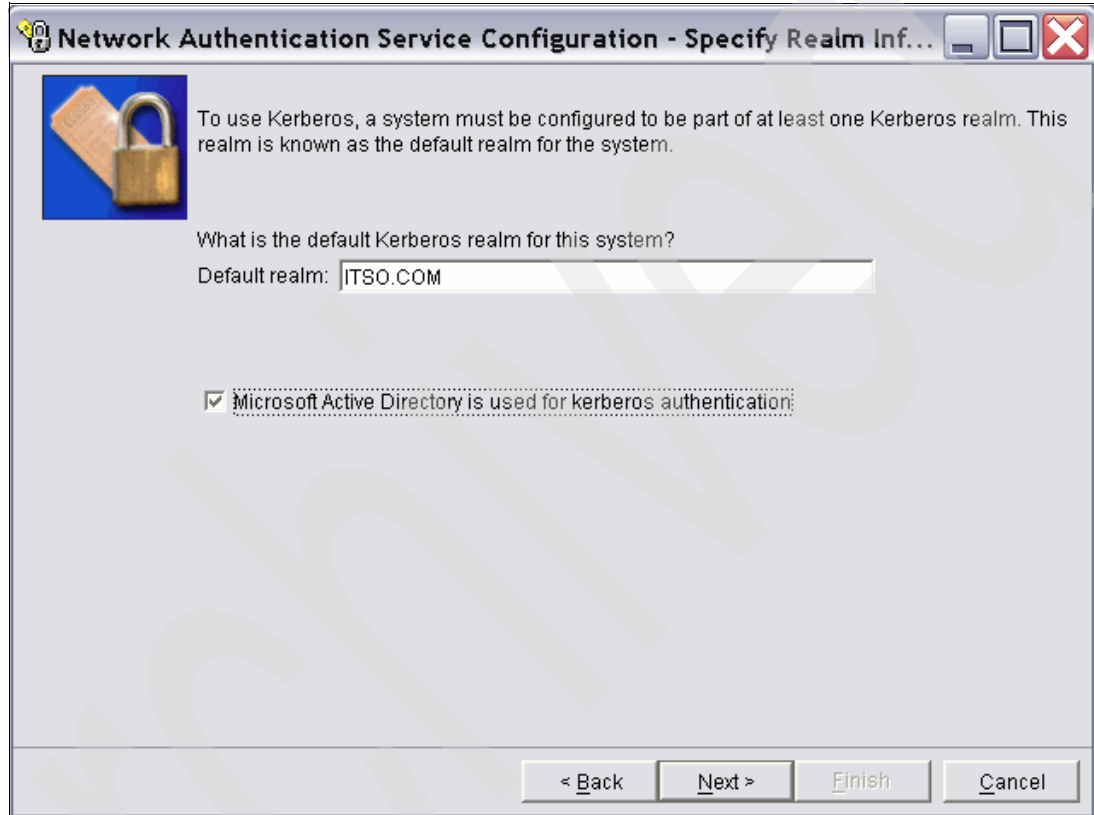 Network Authentication Service Configuration - Specify Realm Inf...
To use Kerberos, a system must be configured to be part of at least one Kerberos realm. This
realm is known as the default realm for the system.
What is the default Kerberos realm for this system?
Default realm: ITSO.COM
Microsoft Active Directory is used for kerberos authentication
< Back Next > Finish Cancel